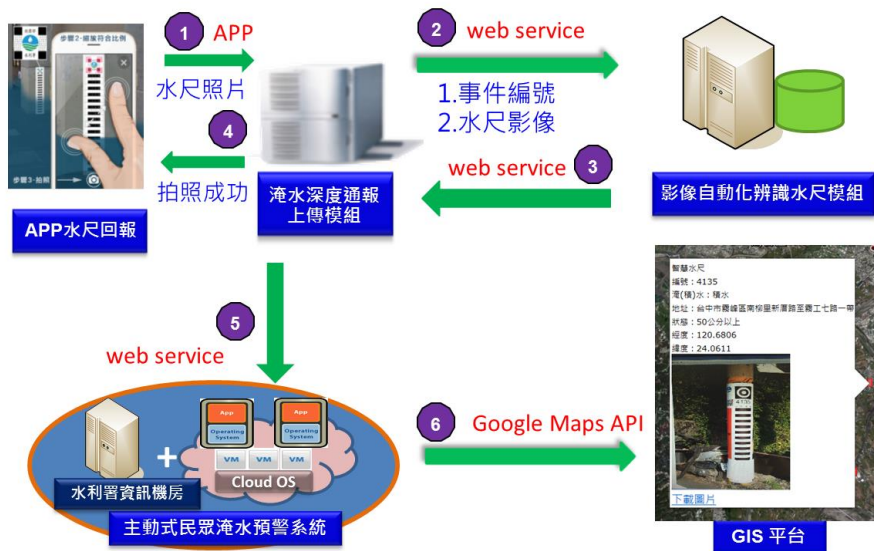 步驟2-縮放符合比例
步驟3-拍照
APP水尺回報
1
APP
水尺照片
4
拍照成功
淹水深度通報
上傳模組
2
web service
1.事件編號
2.水尺影像
web service
3
影像自動化辨識水尺模組
5
web service
App
Operating
System
App
Operating
System
VM
VM
VM
Cloud OS
水利署資訊機房
主動式民眾淹水預警系統
6
Google Maps API
智慧水尺
編號：4135
淹(積)水：積水
地址：台中市霧峰區南柳里新厝路至霧工七路一帶
狀態：50公分以上
經度：120.6806
緯度：24.0611
4135
下載圖片
GIS 平台